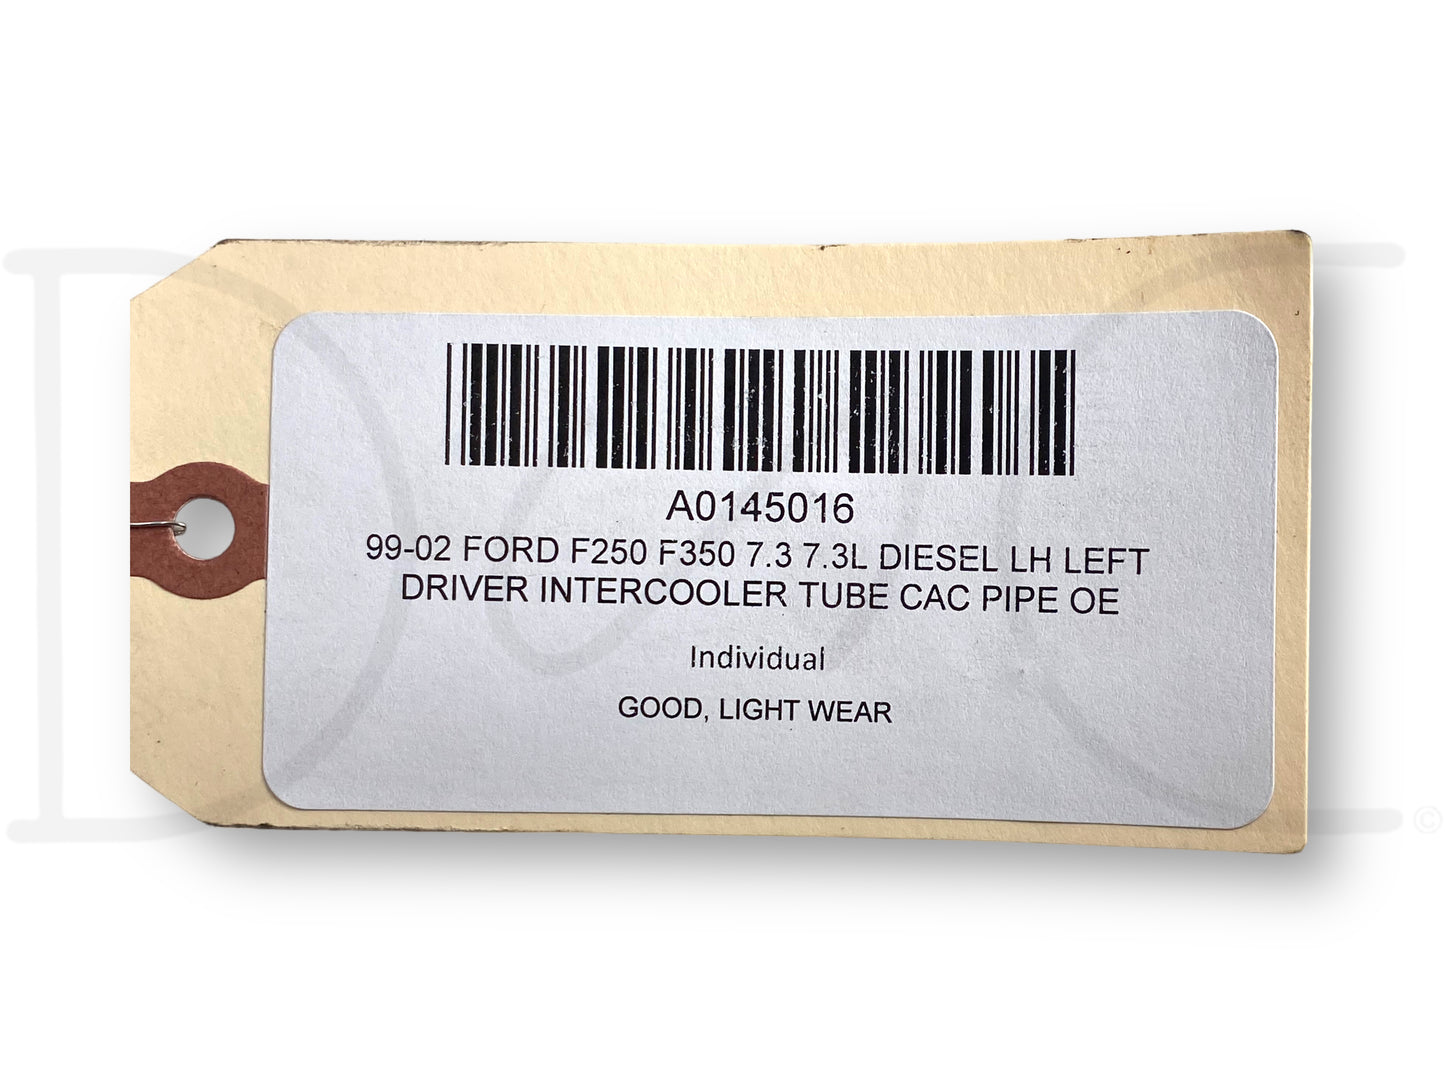 A0145016
99-02 FORD F250 F350 7.3 7.3L DIESEL LH LEFT
DRIVER INTERCOOLER TUBE CAC PIPE OE
Individual
GOOD, LIGHT WEAR
©